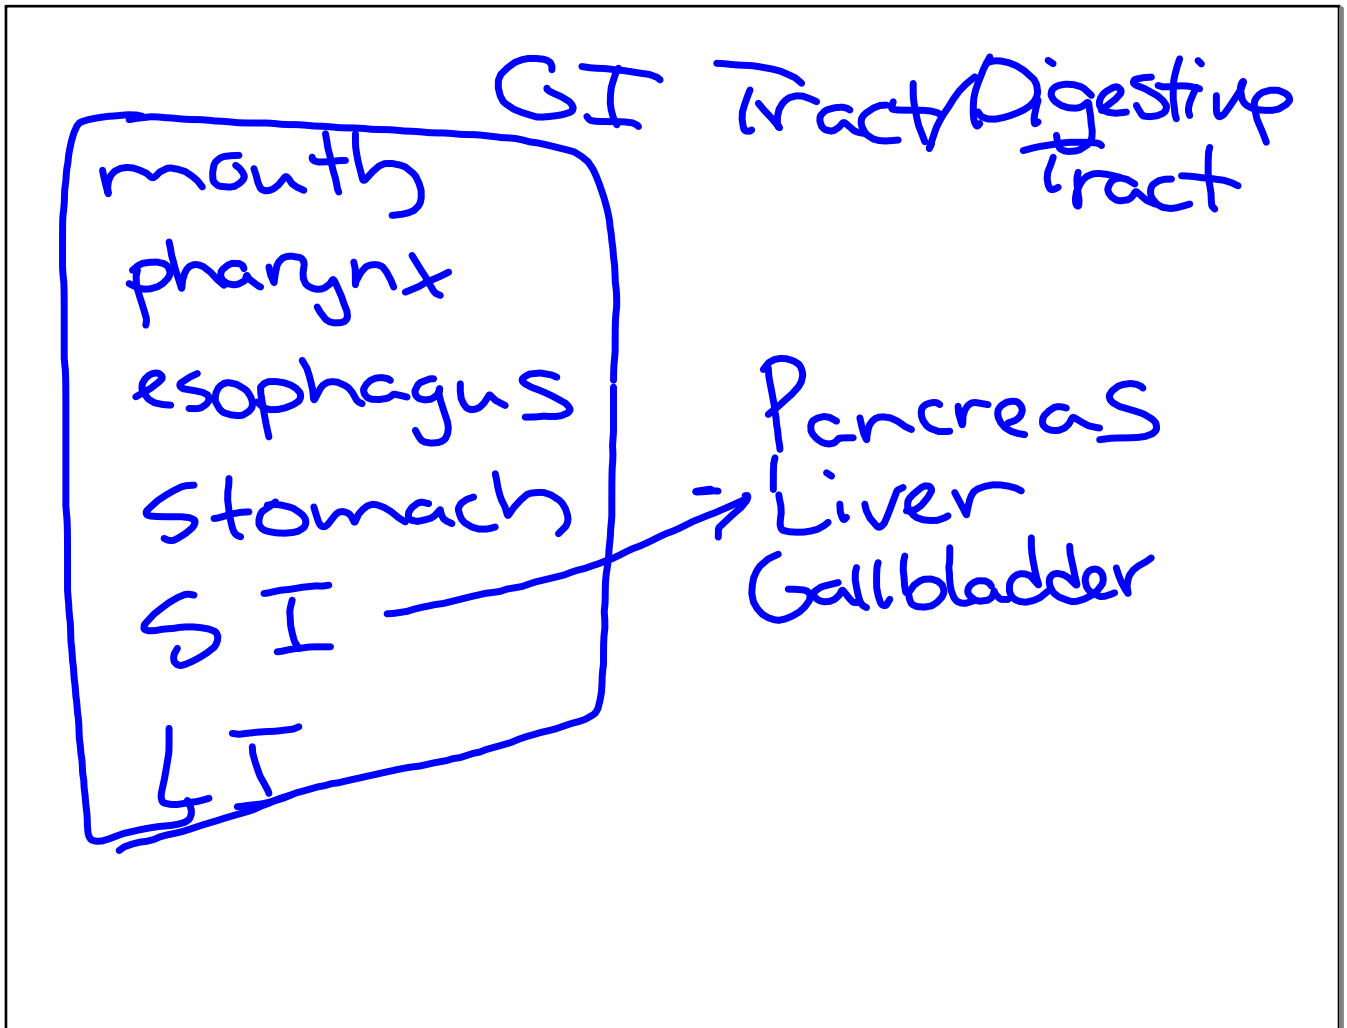 GI Tract/Digestive
Tract
mouth
pharynx
esophagus
stomach
SI
LI
Pancreas
Liver
Gallbladder